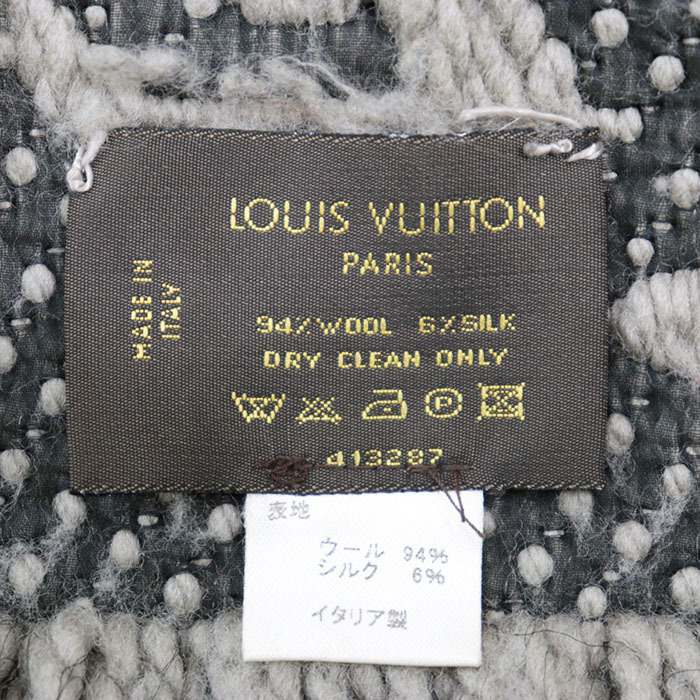 LOUIS VUITTON
PARIS
MADE IN
ITALY
94% WOOL 6% SILK
DRY CLEAN ONLY
413287
表地
ウール 94%
シルク 6%
イタリア製